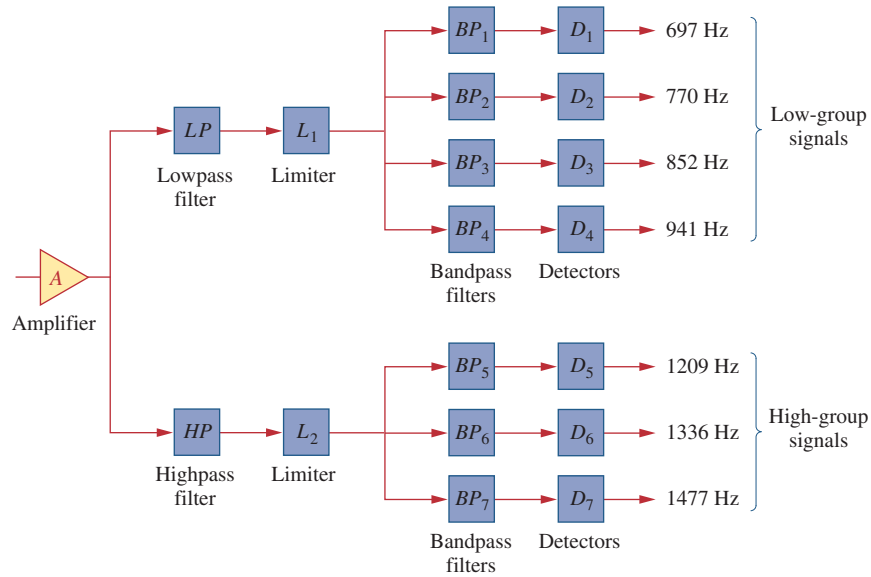 BP1 D1 697 Hz
BP2 D2 770 Hz
Low-group
signals
LP L1
Lowpass
filter
Limiter
BP3 D3 852 Hz
BP4 D4 941 Hz
Bandpass
filters
Detectors
A
Amplifier
BP5 D5 1209 Hz
HP L2
Highpass
filter
Limiter
BP6 D6 1336 Hz
High-group
signals
BP7 D7 1477 Hz
Bandpass
filters
Detectors